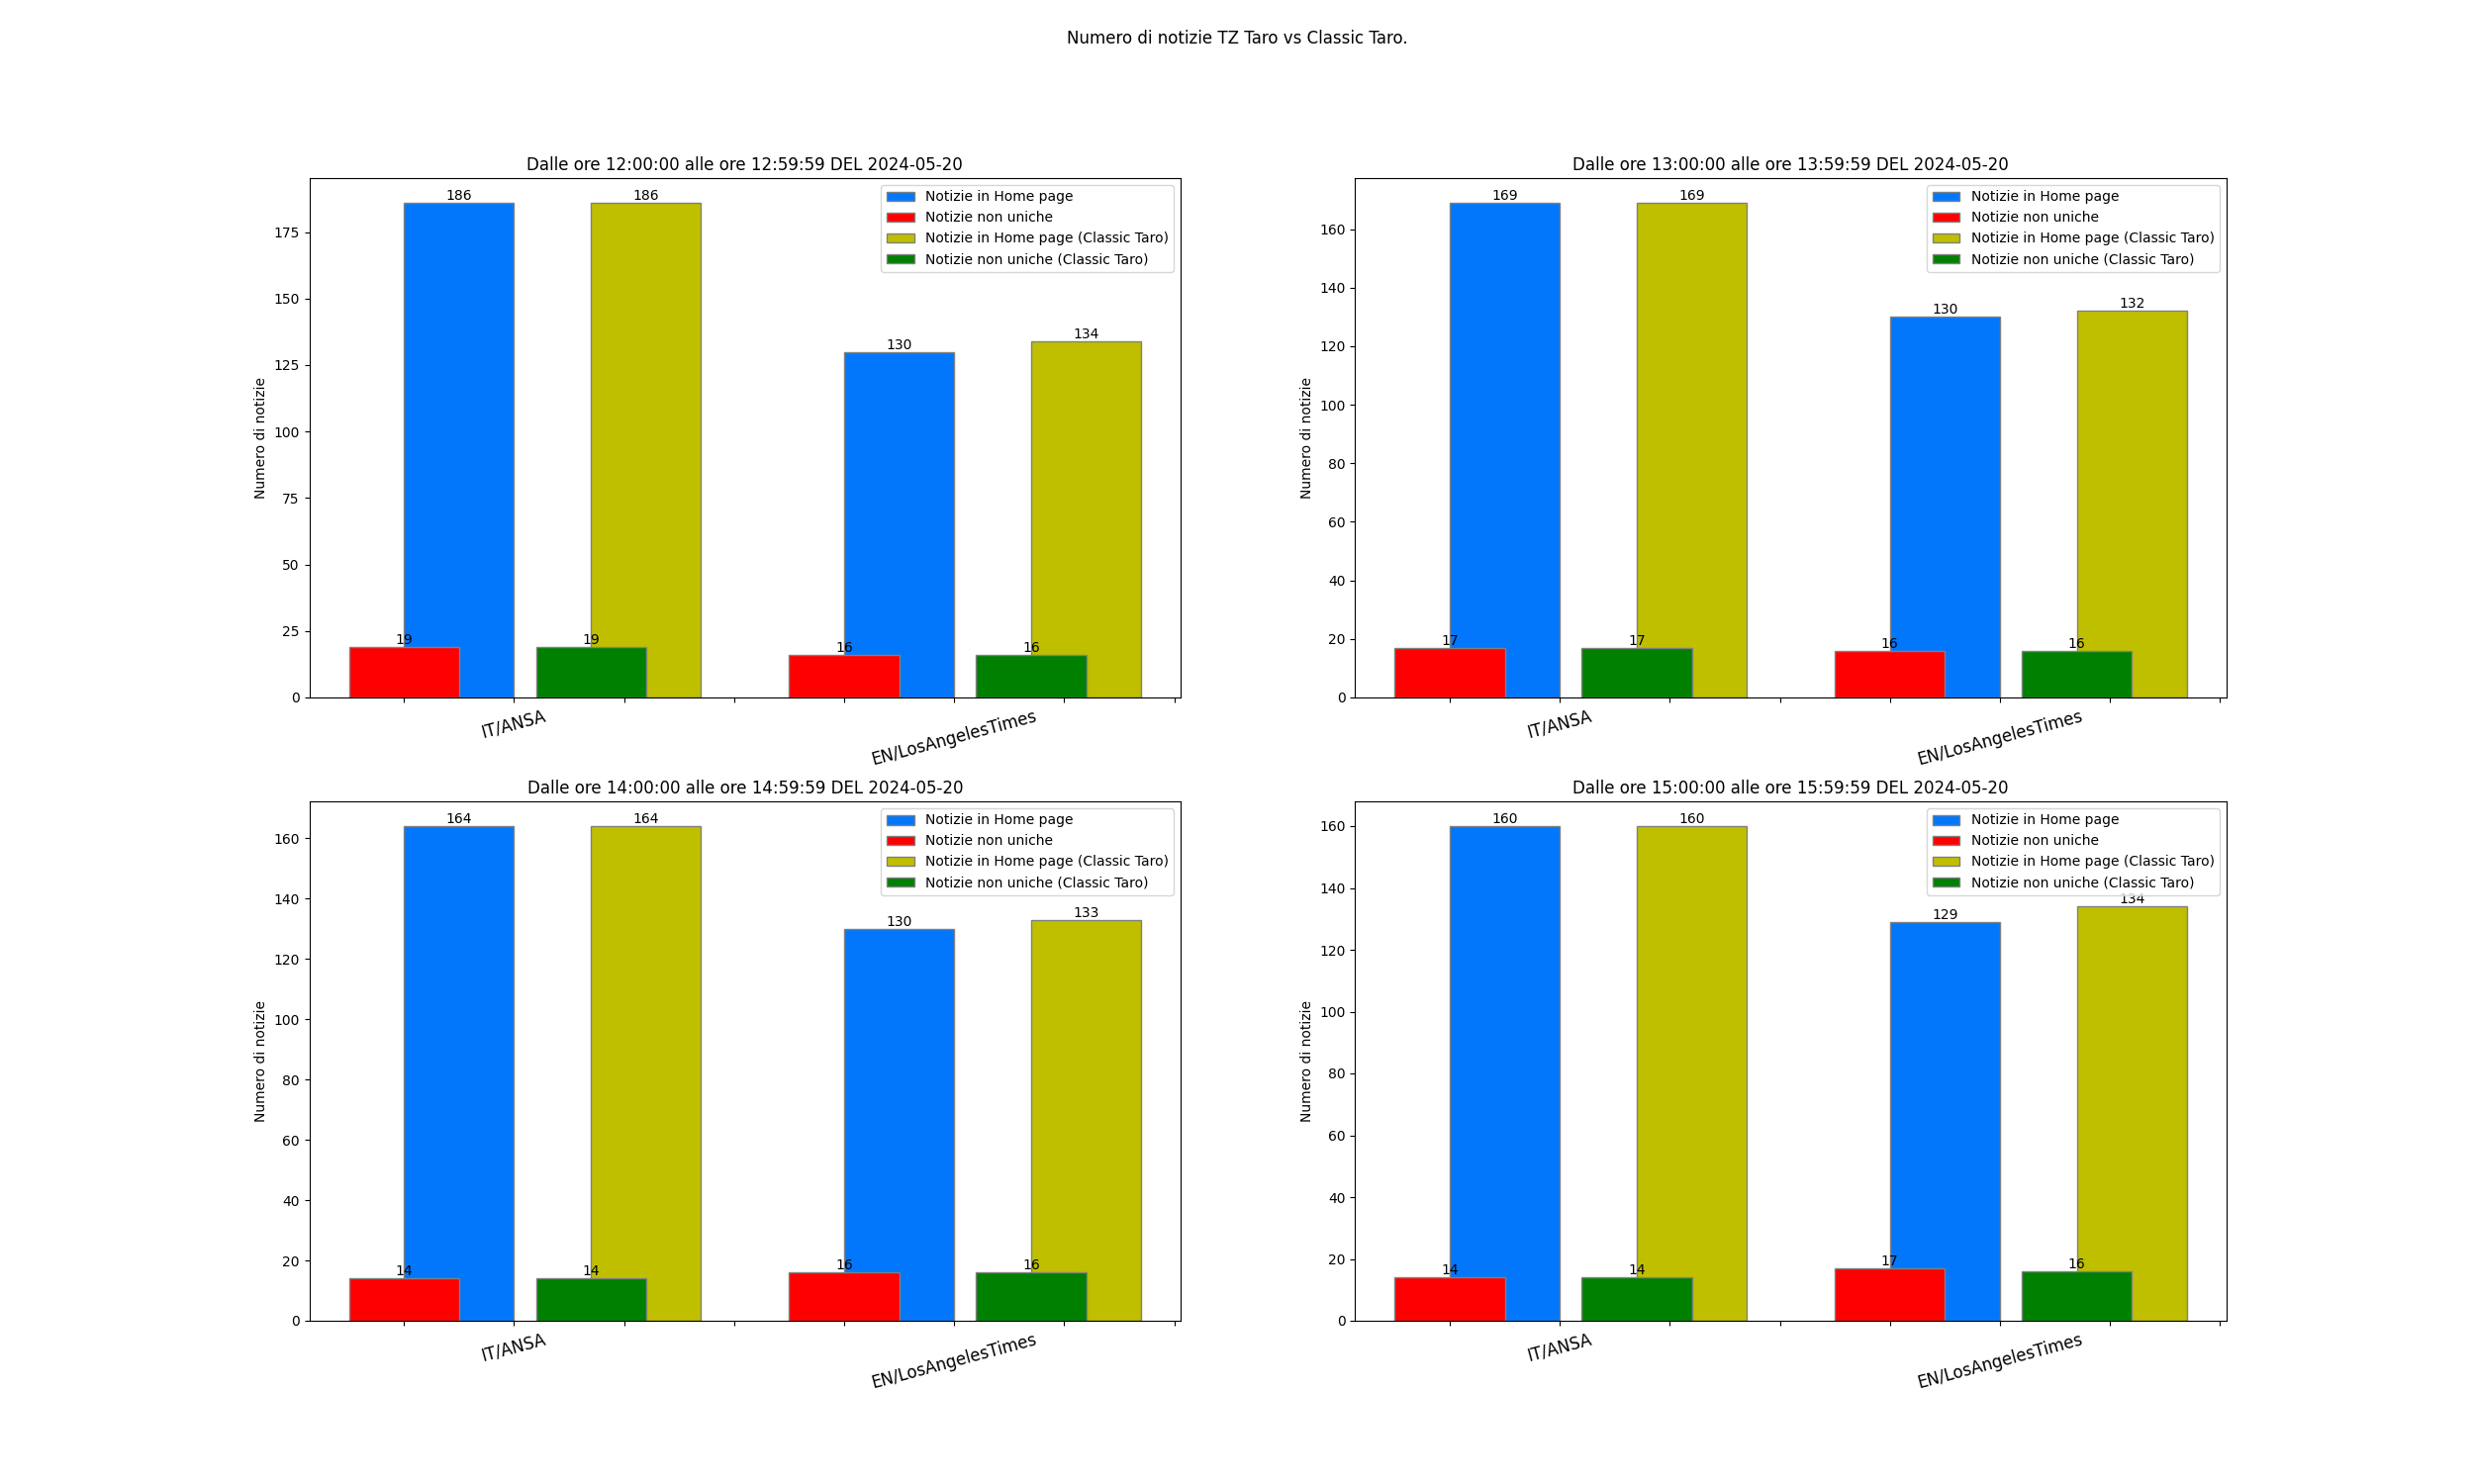 Numero di notizie TZ Taro vs Classic Taro.
Dalle ore 12:00:00 alle ore 12:59:59 DEL 2024-05-20
Numero di notizie
175
150
125
100
75
50
25
0
186
186
130
134
19
19
16
16
Notizie in Home page
Notizie non uniche
Notizie in Home page (Classic Taro)
Notizie non uniche (Classic Taro)
IT/ANSA
EN/LosAngelesTimes
Dalle ore 13:00:00 alle ore 13:59:59 DEL 2024-05-20
Numero di notizie
160
140
120
100
80
60
40
20
0
169
169
130
132
17
17
16
16
Notizie in Home page
Notizie non uniche
Notizie in Home page (Classic Taro)
Notizie non uniche (Classic Taro)
IT/ANSA
EN/LosAngelesTimes
Dalle ore 14:00:00 alle ore 14:59:59 DEL 2024-05-20
Numero di notizie
160
140
120
100
80
60
40
20
0
164
164
130
133
14
14
16
16
Notizie in Home page
Notizie non uniche
Notizie in Home page (Classic Taro)
Notizie non uniche (Classic Taro)
IT/ANSA
EN/LosAngelesTimes
Dalle ore 15:00:00 alle ore 15:59:59 DEL 2024-05-20
Numero di notizie
160
140
120
100
80
60
40
20
0
160
160
129
134
14
14
17
16
Notizie in Home page
Notizie non uniche
Notizie in Home page (Classic Taro)
Notizie non uniche (Classic Taro)
IT/ANSA
EN/LosAngelesTimes